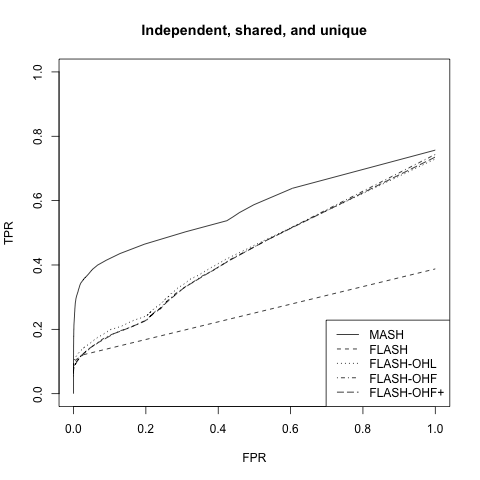 Independent, shared, and unique
1.0
0.8
0.6
0.4
0.2
0.0
TPR
MASH
FLASH
FLASH-OHL
FLASH-OHF
FLASH-OHF+
0.0 0.2 0.4 0.6 0.8 1.0
FPR